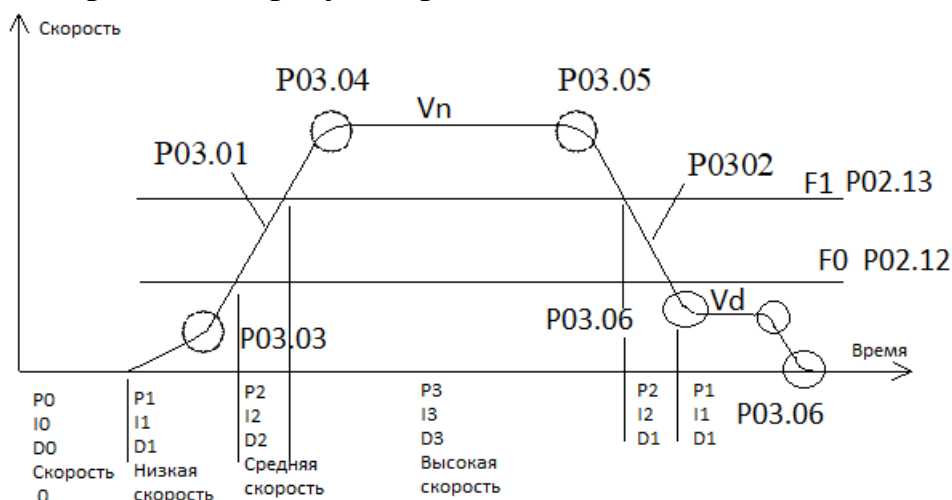 Скорость
P03.04
P03.05
Vn
P03.01
P0302
F1 P02.13
F0 P02.12
Vd
P03.03
P03.06
Время
P0
I0
D0
Скорость
0
P1
I1
D1
Низкая
скорость
P2
I2
D2
Средняя
скорость
P3
I3
D3
Высокая
скорость
P2
I2
D1
P1
I1
D1
P03.06